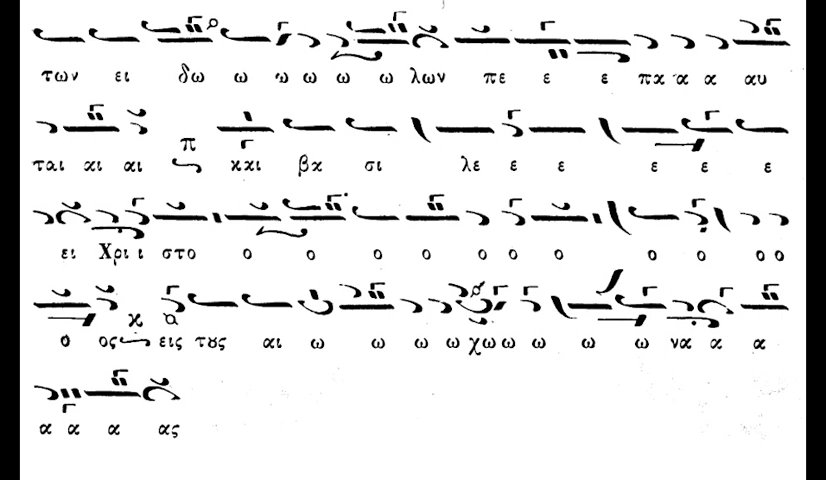 των ει δω ω ω ω ω ω λων πε ε ε πα α α αυ
ται αι αι π και βα σι λε ε ε ε ε ε
ει Χρι ι στο ο ο ο ο ο ο ο ο ο ο ο
ο ος εις τȣς αι ω ω ω ω χω ω ω ω ω να α α
α α α ας